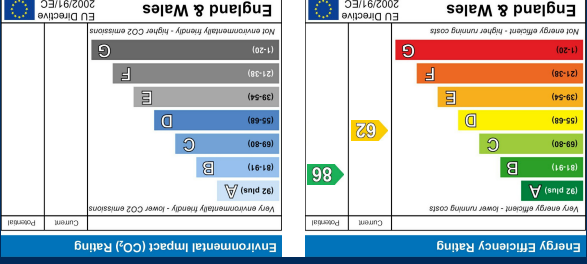 Energy Efficiency Rating
Current Potential
Very energy efficient - lower running costs
(92 plus) A
(81-91) B
86
(69-80) C
(55-68) D
62
(39-54) E
(21-38) F
(1-20) G
Not energy efficient - higher running costs
England & Wales
EU Directive
2002/91/EC
Environmental Impact (CO₂) Rating
Current Potential
Very environmentally friendly - lower CO2 emissions
(92 plus) A
(81-91) B
(69-80) C
(55-68) D
(39-54) E
(21-38) F
(1-20) G
Not environmentally friendly - higher CO2 emissions
England & Wales
EU Directive
2002/91/EC